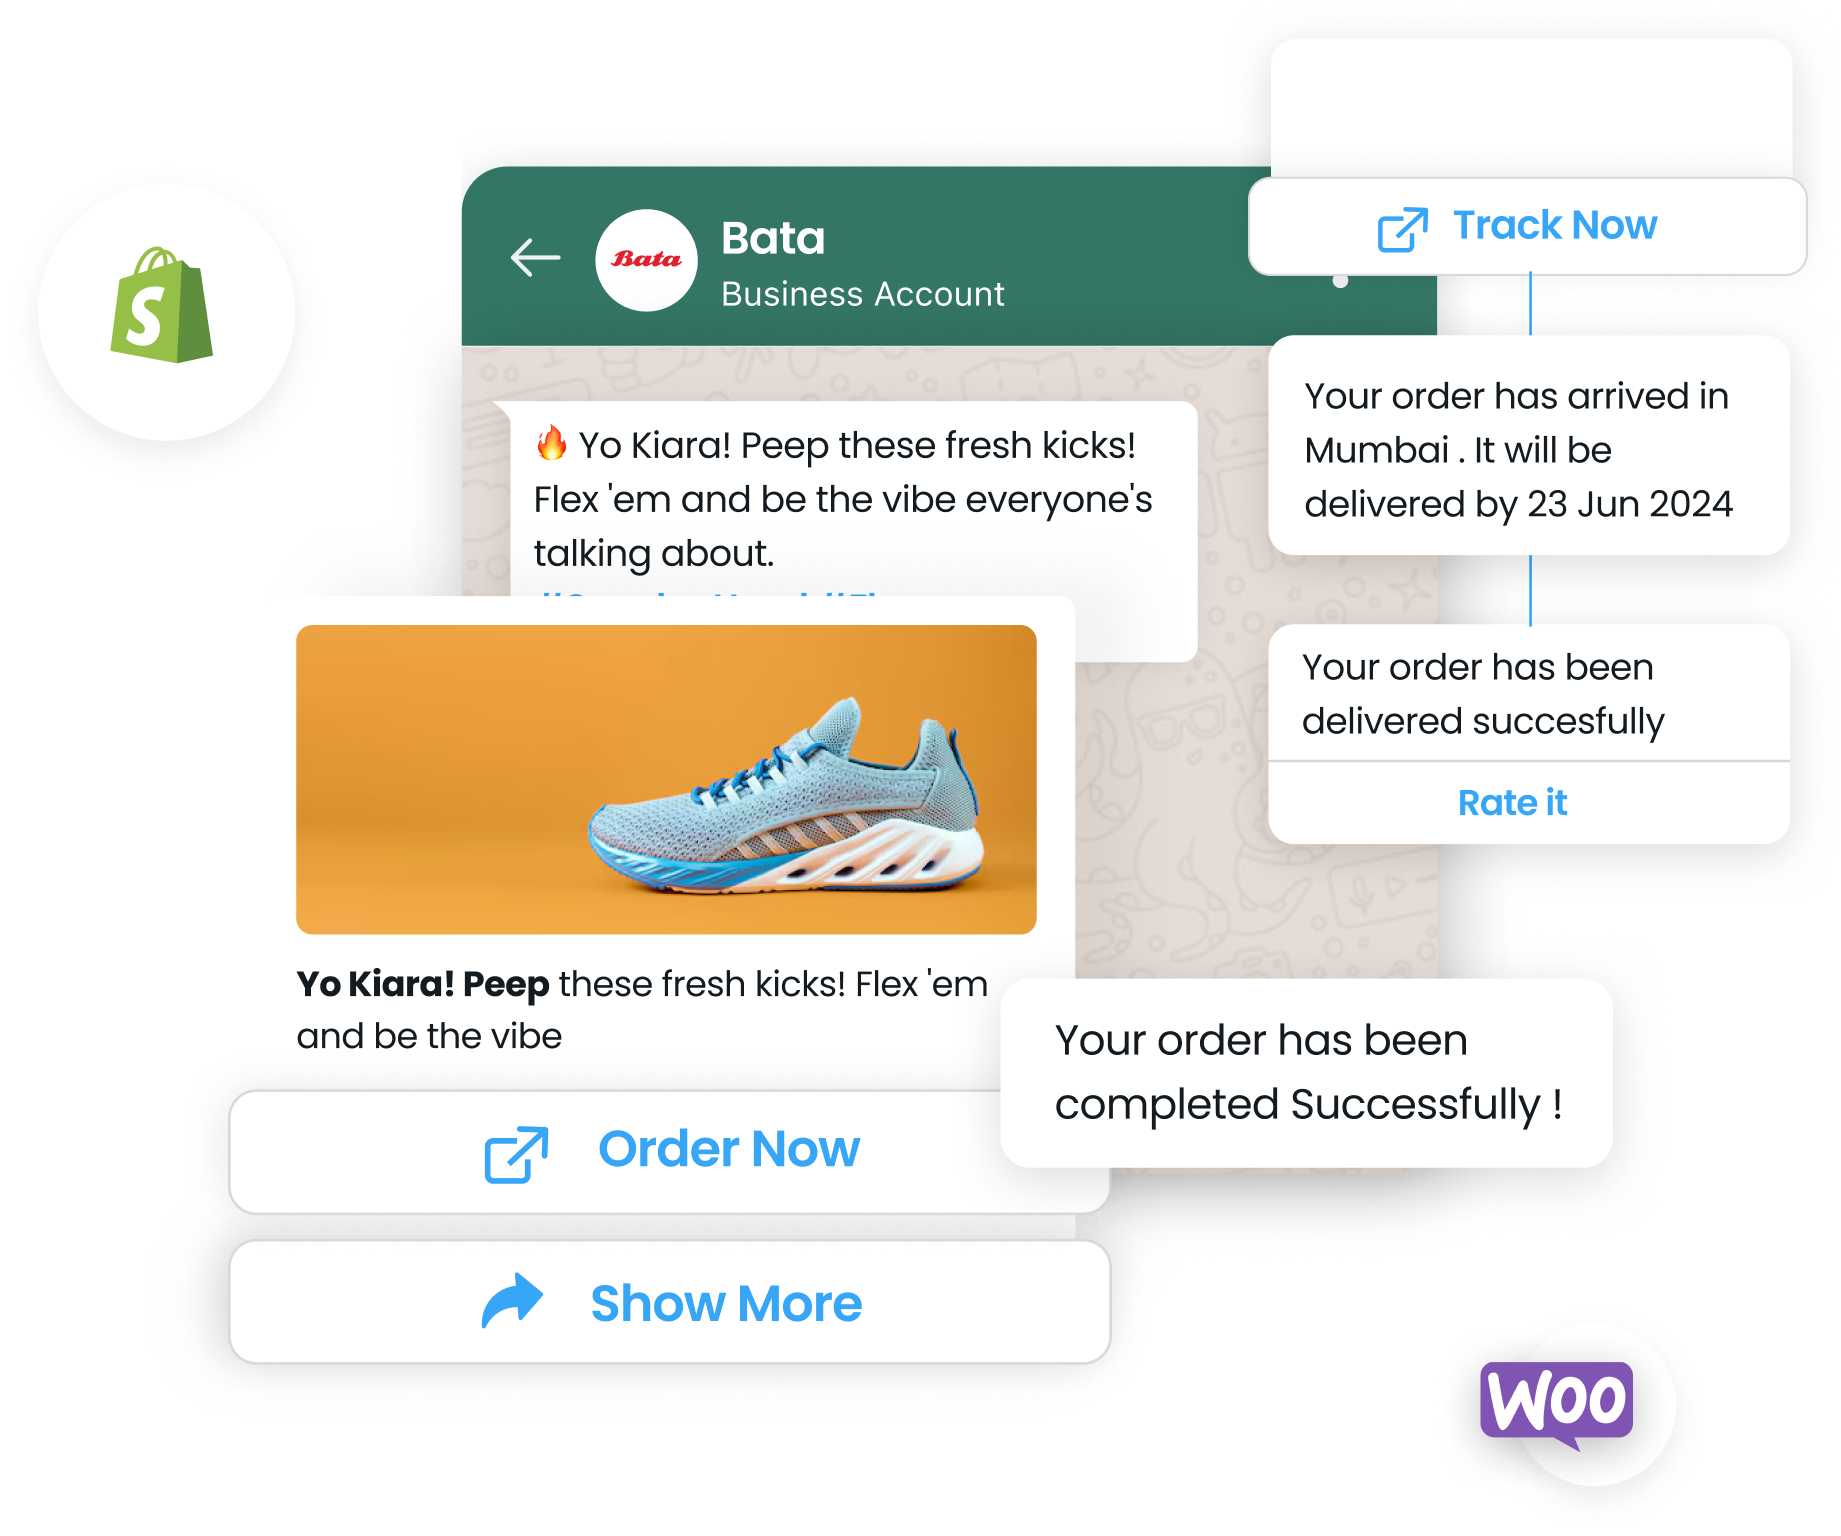 Track Now
Bata
Bata
Business Account
Your order has arrived in
Mumbai . It will be
delivered by 23 Jun 2024
🔥 Yo Kiara! Peep these fresh kicks!
Flex 'em and be the vibe everyone's
talking about.
Your order has been
delivered succesfully
Rate it
Yo Kiara! Peep these fresh kicks! Flex 'em
and be the vibe
Your order has been
completed Successfully !
Order Now
Show More
S
Woo